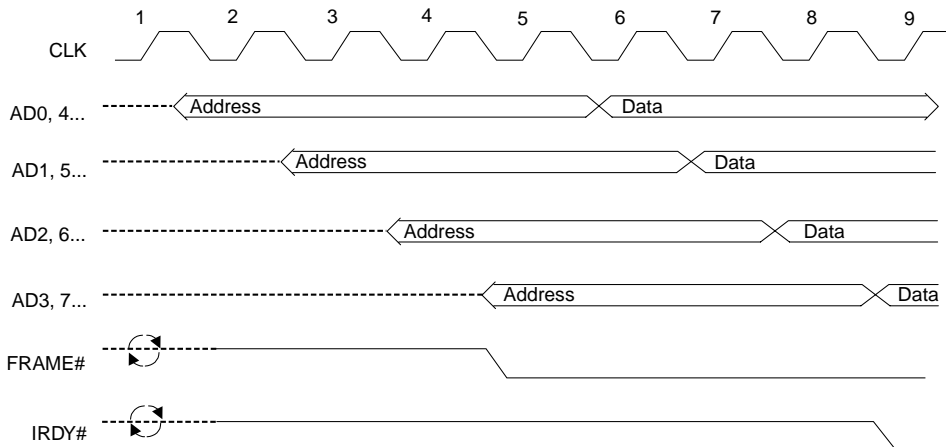 1 2 3 4 5 6 7 8 9
CLK
AD0, 4... Address Data
AD1, 5... Address Data
AD2, 6... Address Data
AD3, 7... Address Data
FRAME#
IRDY#